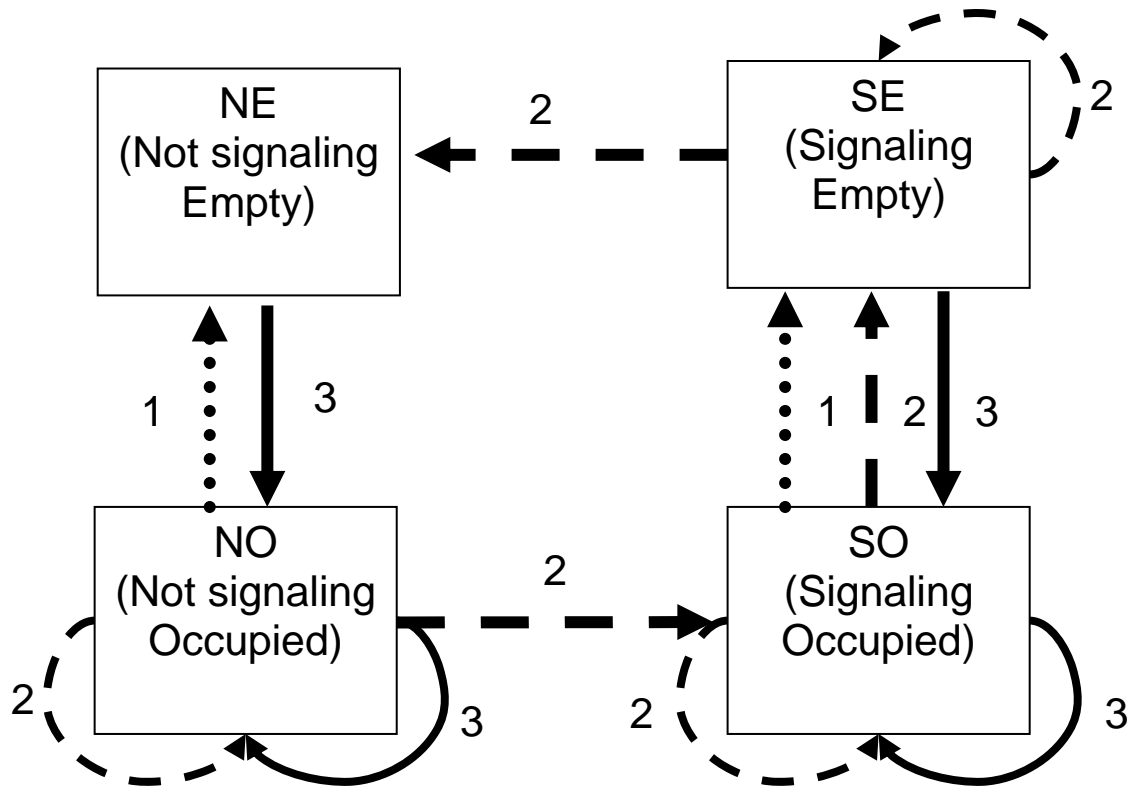 NE
(Not signaling
Empty)
2
SE
(Signaling
Empty)
2
1
3
1
2
3
NO
(Not signaling
Occupied)
2
SO
(Signaling
Occupied)
2
3
2
3